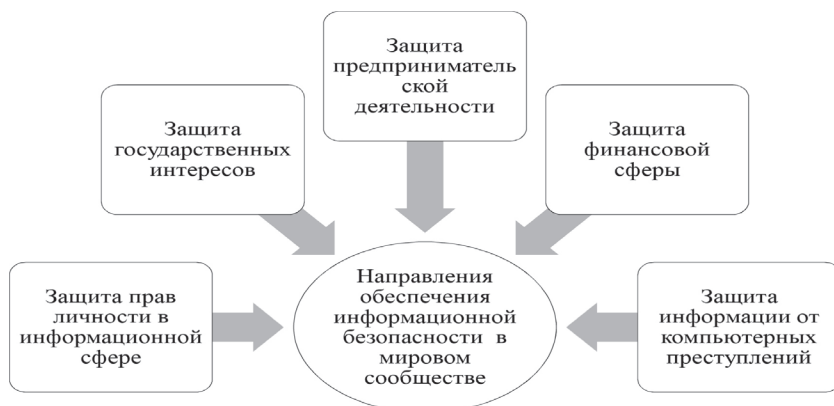 Защита
предприниматель
ской
деятельности
Защита
государственных
интересов
Защита
финансовой
сферы
Защита прав
личности в
информационной
сфере
Направления
обеспечения
информационной
безопасности в
мировом
сообществе
Защита
информации от
компьютерных
преступлений